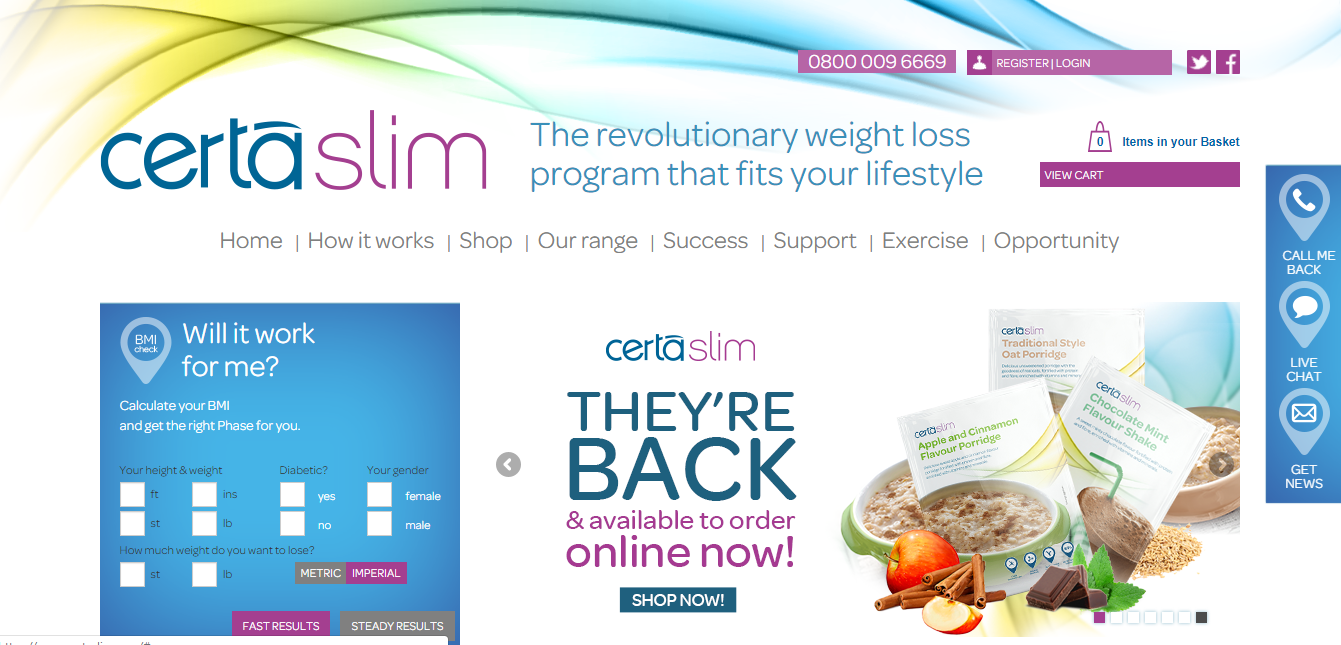 0800 009 6669
REGISTER | LOGIN
certa slim
The revolutionary weight loss
program that fits your lifestyle
0
Items in your Basket
VIEW CART
Home | How it works | Shop | Our range | Success | Support | Exercise | Opportunity
CALL ME
BACK
LIVE
CHAT
GET
NEWS
BMI
check
Will it work
for me?
Calculate your BMI
and get the right Phase for you.
Your height & weight
Diabetic?
Your gender
ft
ins
yes
female
st
lb
no
male
How much weight do you want to lose?
st
lb
METRIC
IMPERIAL
FAST RESULTS
STEADY RESULTS
certa slim
THEY'RE
BACK
& available to order
online now!
SHOP NOW!
certa slim
Traditional Style
Oat Porridge
certa slim
Apple and Cinnamon
Flavour Porridge
certa slim
Chocolate Mint
Flavour Shake